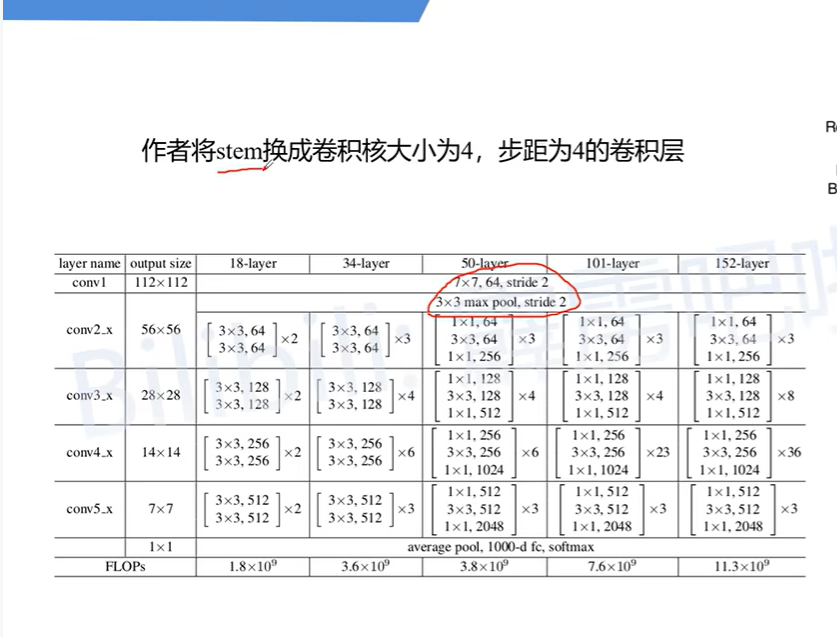 作者将stem换成卷积核大小为4，步距为4的卷积层
layer name output size 18-layer 34-layer 50-layer 101-layer 152-layer
conv1 112×112 7×7, 64, stride 2
3×3 max pool, stride 2
conv2_x 56×56 [3×3, 64 3×3, 64]×2 [3×3, 64 3×3, 64]×3 [1×1, 64 3×3, 64 1×1, 256]×3 [1×1, 64 3×3, 64 1×1, 256]×3 [1×1, 64 3×3, 64 1×1, 256]×3
conv3_x 28×28 [3×3, 128 3×3, 128]×2 [3×3, 128 3×3, 128]×4 [1×1, 128 3×3, 128 1×1, 512]×4 [1×1, 128 3×3, 128 1×1, 512]×4 [1×1, 128 3×3, 128 1×1, 512]×8
conv4_x 14×14 [3×3, 256 3×3, 256]×2 [3×3, 256 3×3, 256]×6 [1×1, 256 3×3, 256 1×1, 1024]×6 [1×1, 256 3×3, 256 1×1, 1024]×23 [1×1, 256 3×3, 256 1×1, 1024]×36
conv5_x 7×7 [3×3, 512 3×3, 512]×2 [3×3, 512 3×3, 512]×3 [1×1, 512 3×3, 512 1×1, 2048]×3 [1×1, 512 3×3, 512 1×1, 2048]×3 [1×1, 512 3×3, 512 1×1, 2048]×3
1×1 average pool, 1000-d fc, softmax
FLOPs 1.8×10⁹ 3.6×10⁹ 3.8×10⁹ 7.6×10⁹ 11.3×10⁹
Bilibili: